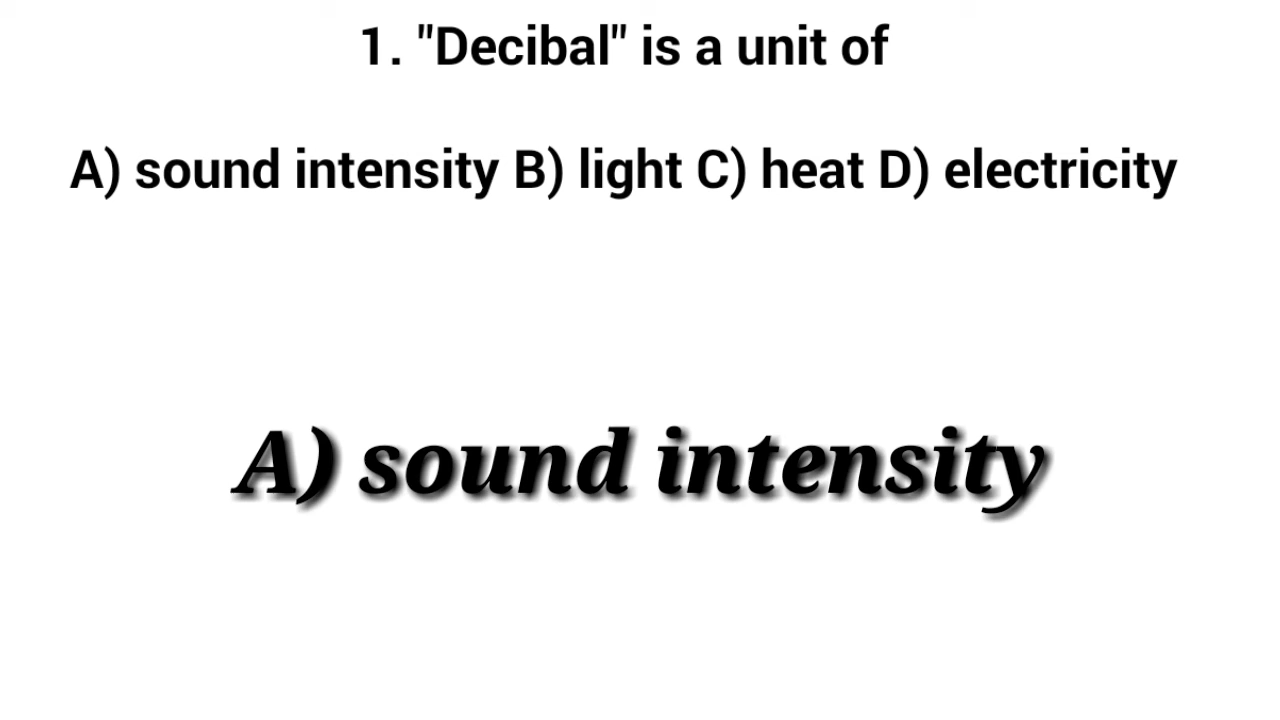 1. "Decibal" is a unit of
A) sound intensity B) light C) heat D) electricity
A) sound intensity